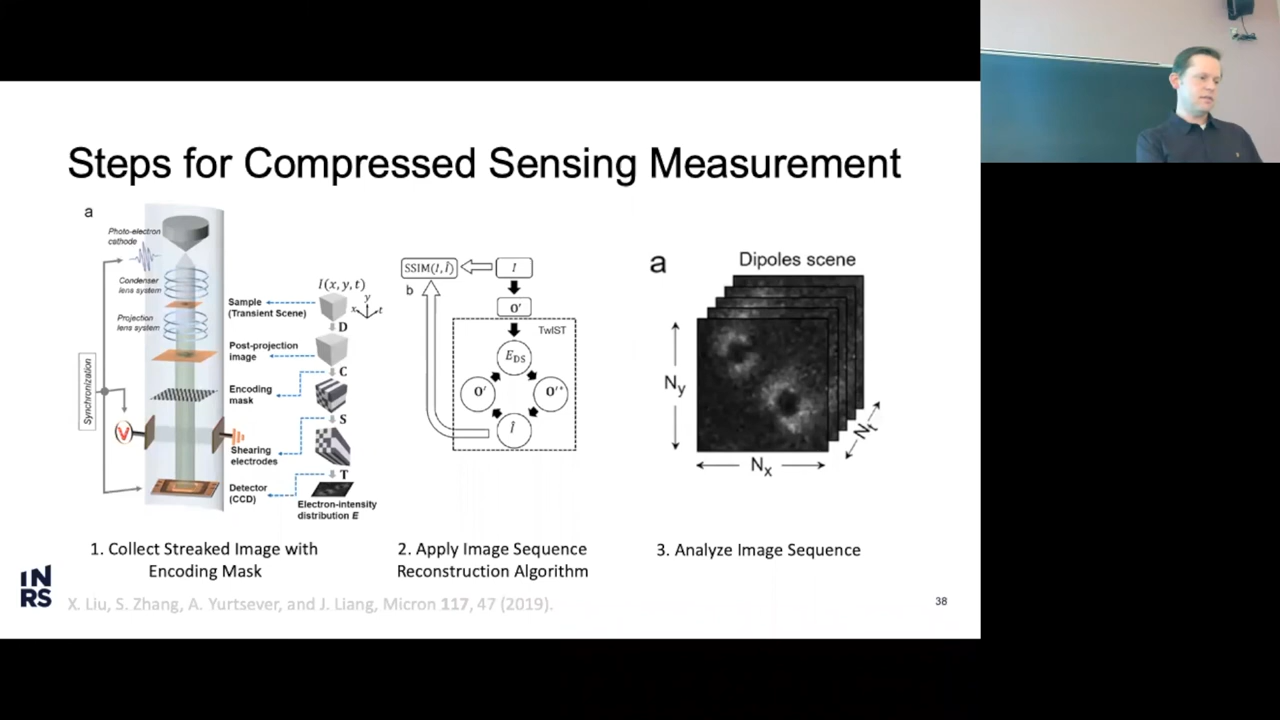 Steps for Compressed Sensing Measurement
a
Photo-electron
cathode
Condenser
lens system
Projection
lens system
Synchronization
V
I(x, y, t)
y
x
t
Sample
(Transient Scene)
D
Post-projection
image
C
Encoding
mask
S
Shearing
electrodes
T
Detector
(CCD)
Electron-intensity
distribution E
SSIM(I, Î)
I
b
O′
TwIST
E_DS
O′
O′*
Î
a
Dipoles scene
N_y
N_x
N_t
1. Collect Streaked Image with
Encoding Mask
2. Apply Image Sequence
Reconstruction Algorithm
3. Analyze Image Sequence
IN
RS
X. Liu, S. Zhang, A. Yurtsever, and J. Liang, Micron 117, 47 (2019).
38